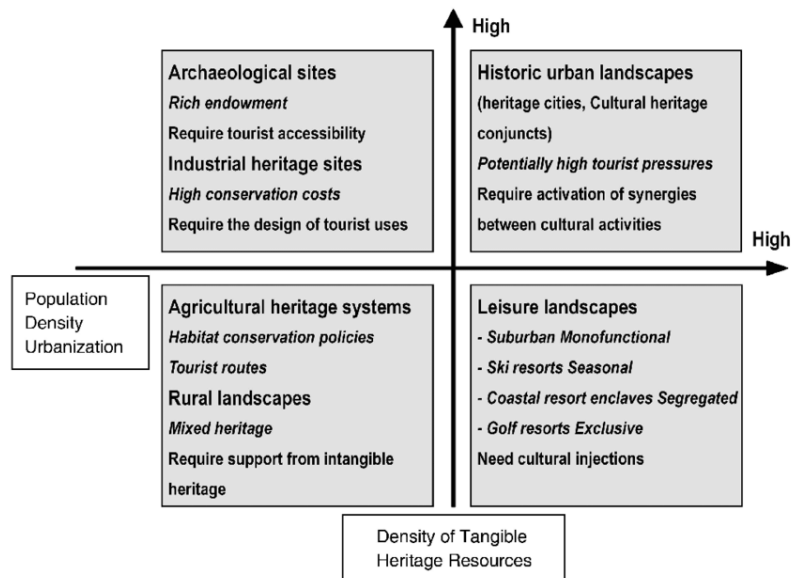 High
Archaeological sites
Rich endowment
Require tourist accessibility
Industrial heritage sites
High conservation costs
Require the design of tourist uses
Historic urban landscapes
(heritage cities, Cultural heritage
conjuncts)
Potentially high tourist pressures
Require activation of synergies
between cultural activities
High
Population
Density
Urbanization
Agricultural heritage systems
Habitat conservation policies
Tourist routes
Rural landscapes
Mixed heritage
Require support from intangible
heritage
Leisure landscapes
- Suburban Monofunctional
- Ski resorts Seasonal
- Coastal resort enclaves Segregated
- Golf resorts Exclusive
Need cultural injections
Density of Tangible
Heritage Resources